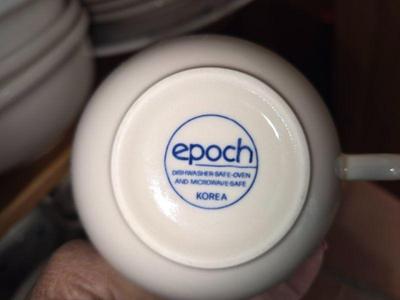 epoch
DISHWASHER-SAFE-OVEN
AND MICROWAVE-SAFE
KOREA